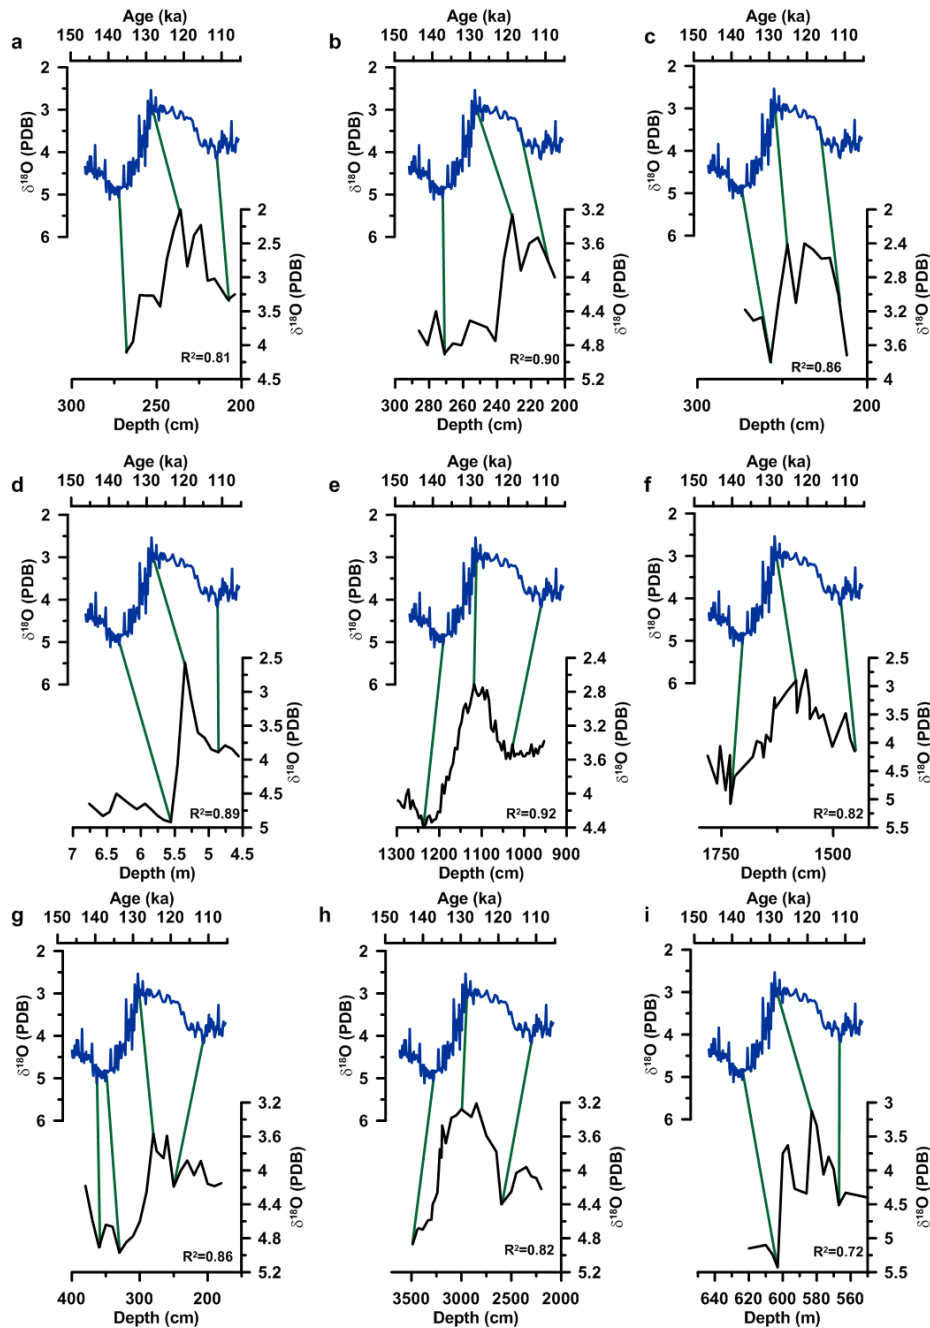 a
Age (ka)
150 140 130 120 110
2
3
4
5
6
δ18O (PDB)
2
2.5
3
3.5
4
4.5
δ18O (PDB)
R2=0.81
300 250 200
Depth (cm)
b
Age (ka)
150 140 130 120 110
2
3
4
5
6
δ18O (PDB)
3.2
3.6
4
4.4
4.8
5.2
δ18O (PDB)
R2=0.90
300 280 260 240 220 200
Depth (cm)
c
Age (ka)
150 140 130 120 110
2
3
4
5
6
δ18O (PDB)
2
2.4
2.8
3.2
3.6
4
δ18O (PDB)
R2=0.86
300 200
Depth (cm)
d
Age (ka)
150 140 130 120 110
2
3
4
5
6
δ18O (PDB)
2.5
3
3.5
4
4.5
5
δ18O (PDB)
R2=0.89
7 6.5 6 5.5 5 4.5
Depth (m)
e
Age (ka)
150 140 130 120 110
2
3
4
5
6
δ18O (PDB)
2.4
2.8
3.2
3.6
4
4.4
δ18O (PDB)
R2=0.92
1300 1200 1100 1000 900
Depth (cm)
f
Age (ka)
150 140 130 120 110
2
3
4
5
6
δ18O (PDB)
2.5
3
3.5
4
4.5
5
5.5
δ18O (PDB)
R2=0.82
1750 1500
Depth (cm)
g
Age (ka)
150 140 130 120 110
2
3
4
5
6
δ18O (PDB)
3.2
3.6
4
4.4
4.8
5.2
δ18O (PDB)
R2=0.86
400 300 200
Depth (cm)
h
Age (ka)
150 140 130 120 110
2
3
4
5
6
δ18O (PDB)
3.2
3.6
4
4.4
4.8
5.2
δ18O (PDB)
R2=0.82
3500 3000 2500 2000
Depth (cm)
i
Age (ka)
150 140 130 120 110
2
3
4
5
6
δ18O (PDB)
3
3.5
4
4.5
5
5.5
δ18O (PDB)
R2=0.72
640 620 600 580 560
Depth (m)